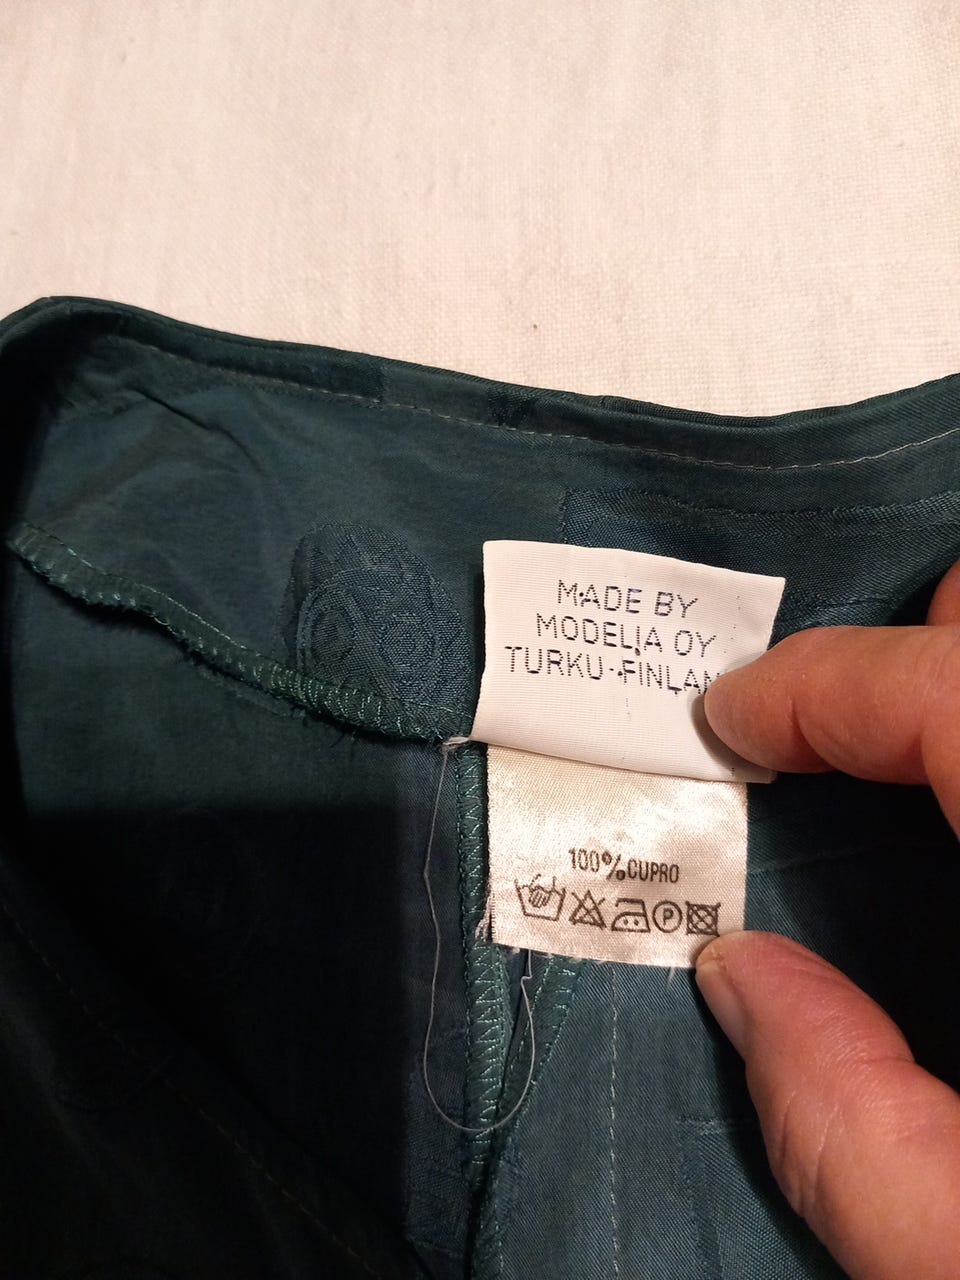 MADE BY
MODELIA OY
TURKU-FINLAN
100% CUPRO
P